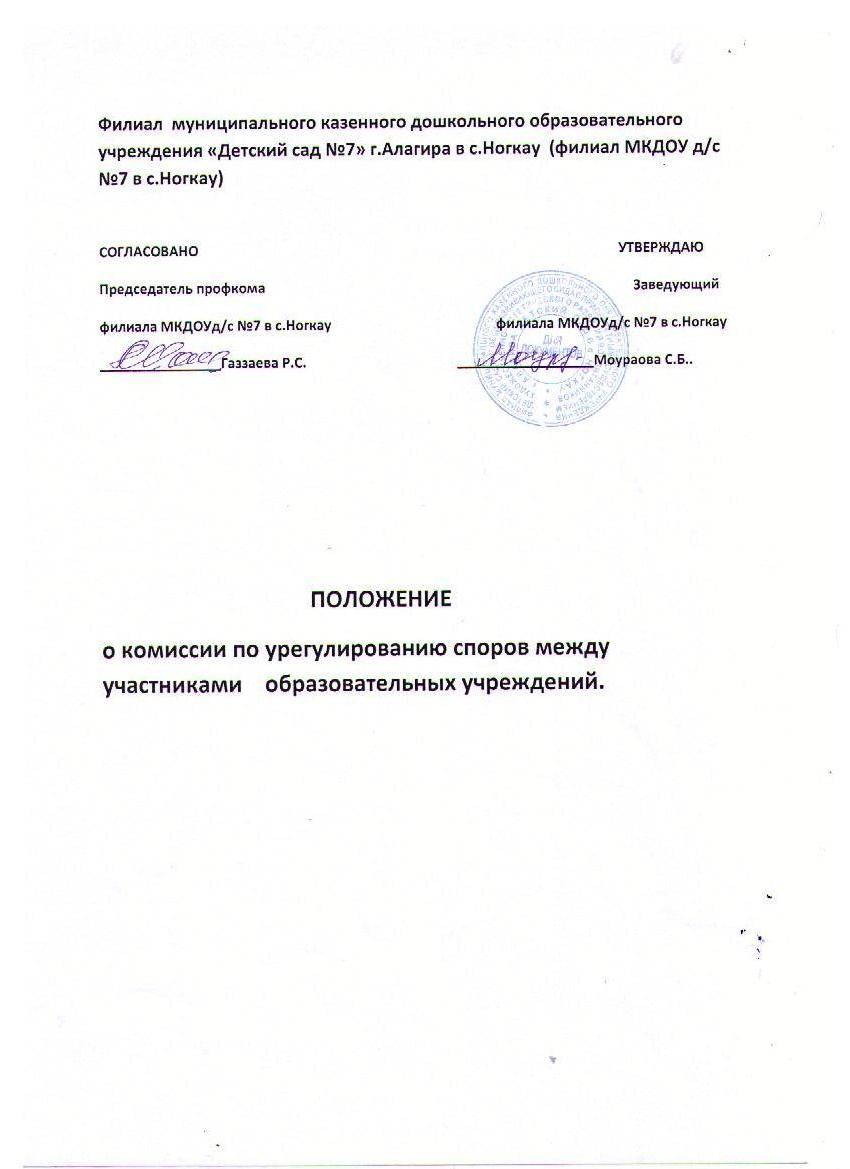 Филиал муниципального казенного дошкольного образовательного
учреждения «Детский сад №7» г.Алагира в с.Ногкау (филиал МКДОУ д/с
№7 в с.Ногкау)
СОГЛАСОВАНО УТВЕРЖДАЮ
Председатель профкома Заведующий
филиала МКДОУд/с №7 в с.Ногкау филиала МКДОУд/с №7 в с.Ногкау
Газзаева Р.С. Моураова С.Б..
ДЛЯ
ДОКУМЕНТОВ
ПОЛОЖЕНИЕ
о комиссии по урегулированию споров между
участниками образовательных учреждений.